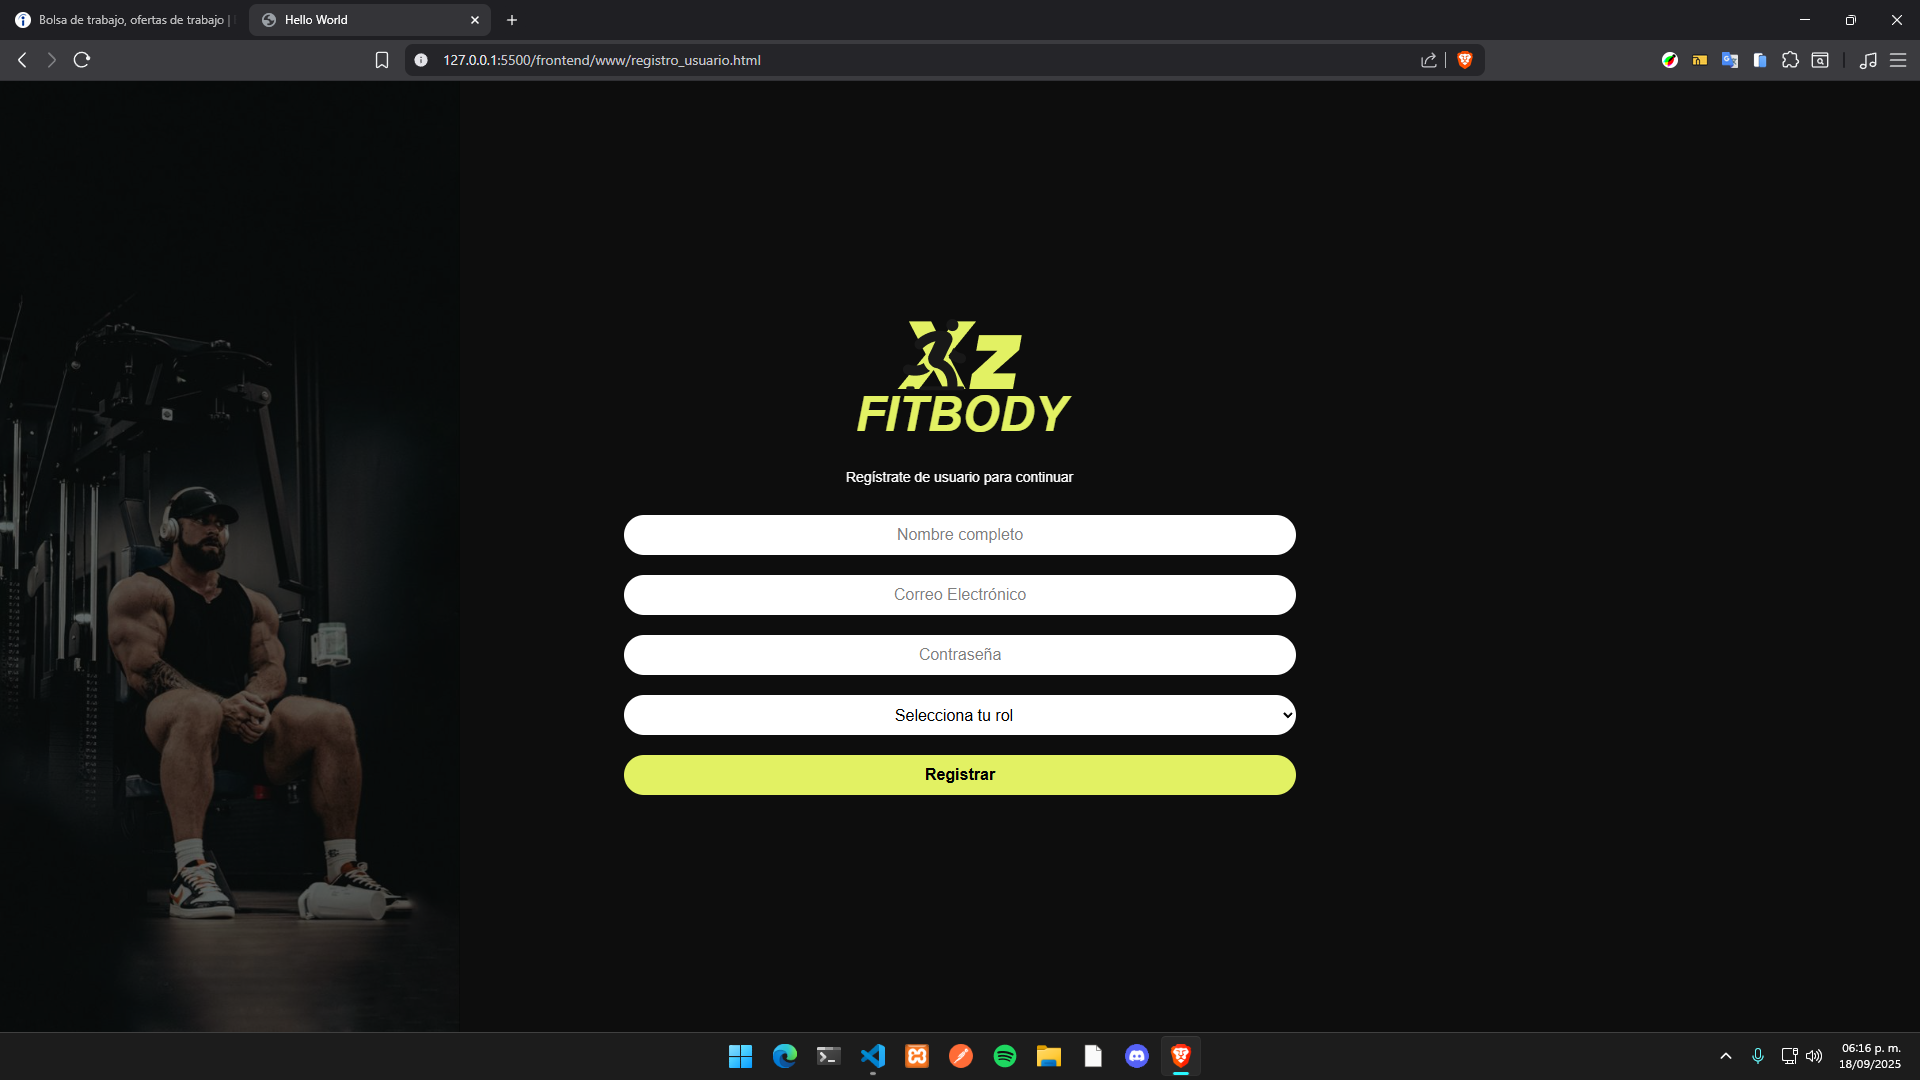 Bolsa de trabajo, ofertas de trabajo |
Hello World
127.0.0.1:5500/frontend/www/registro_usuario.html
XZ
FITBODY
Regístrate de usuario para continuar
Nombre completo
Correo Electrónico
Contraseña
Selecciona tu rol
Registrar
06:16 p. m.
18/09/2025